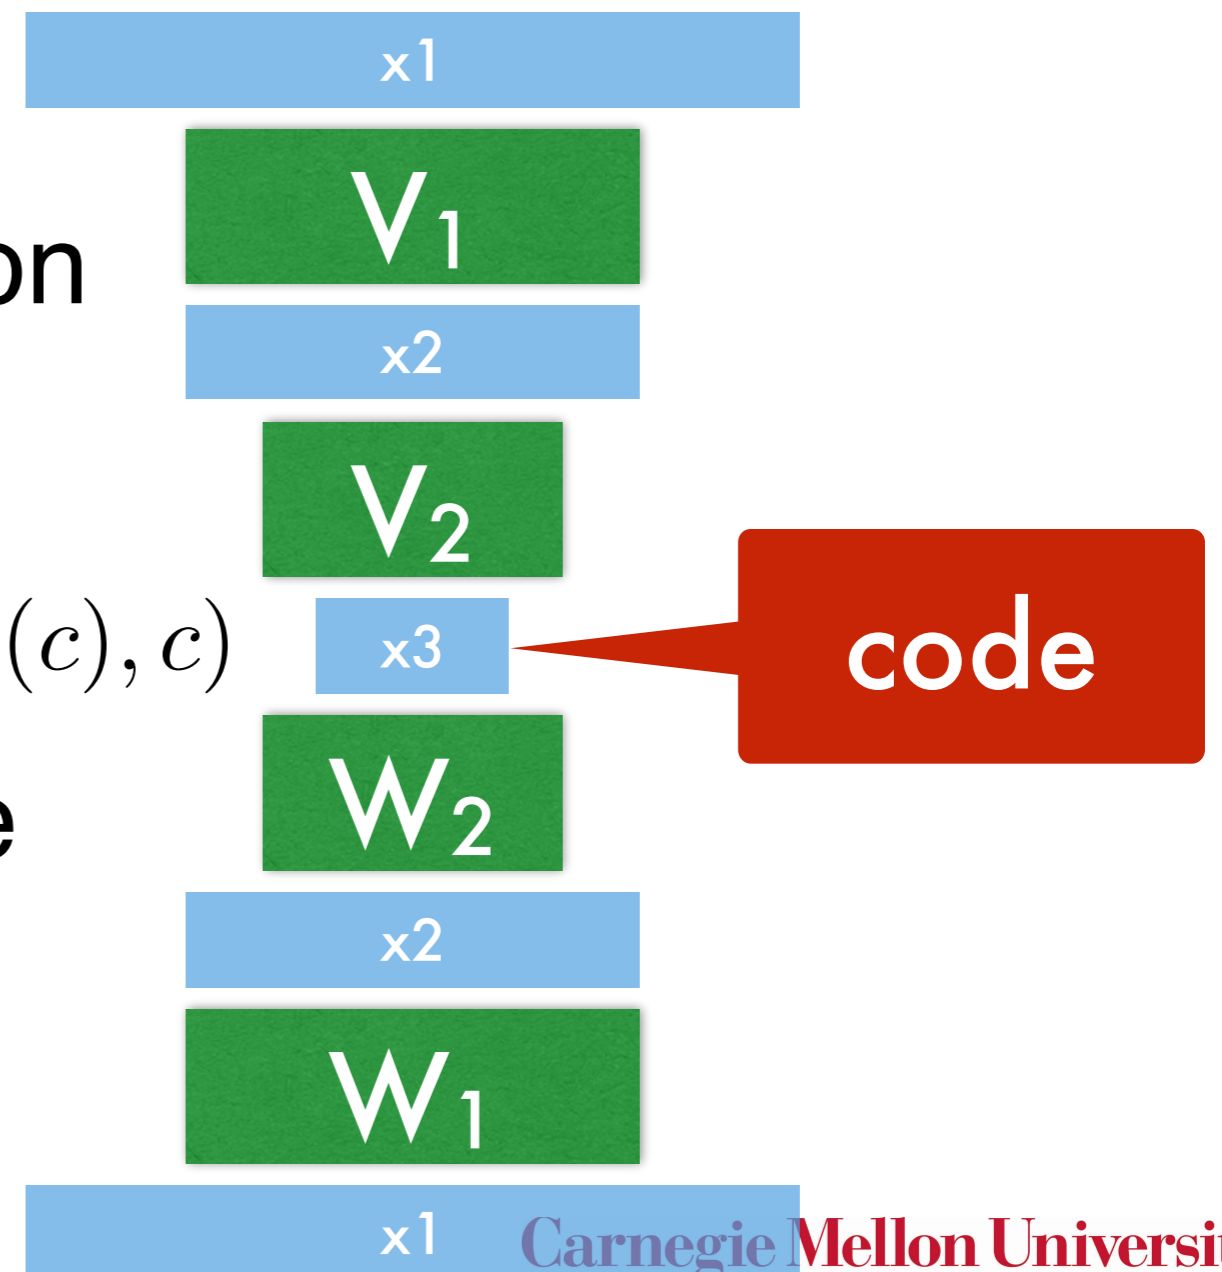 x1
V1
on
x2
V2
(c), c)
x3
code
W2
e
x2
W1
x1
Carnegie Mellon Universi